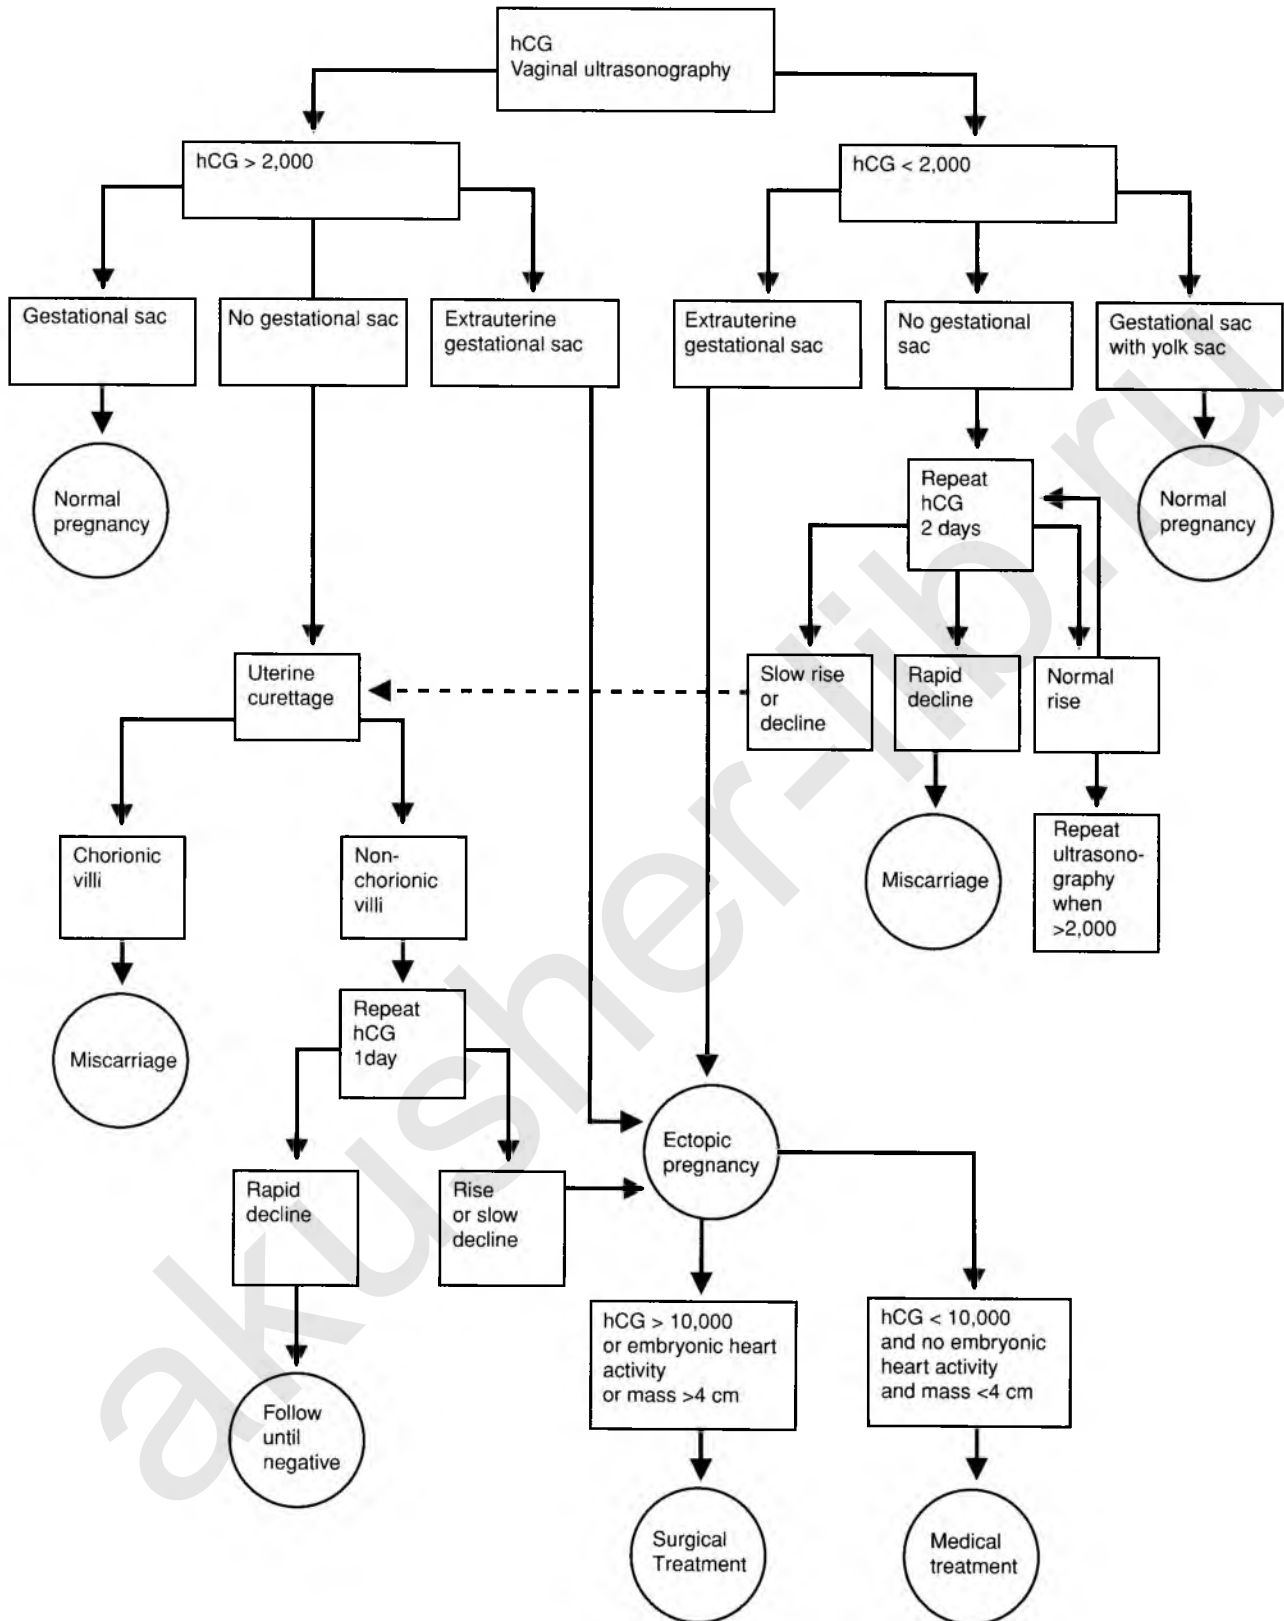 hCG
Vaginal ultrasonography
hCG > 2,000
hCG < 2,000
Gestational sac
No gestational sac
Extrauterine
gestational sac
Extrauterine
gestational sac
No gestational
sac
Gestational sac
with yolk sac
Normal
pregnancy
Repeat
hCG
2 days
Normal
pregnancy
Uterine
curettage
Slow rise
or
decline
Rapid
decline
Normal
rise
Chorionic
villi
Non-
chorionic
villi
Miscarriage
Repeat
ultrasono-
graphy
when
>2,000
Miscarriage
Repeat
hCG
1day
Ectopic
pregnancy
Rapid
decline
Rise
or slow
decline
hCG > 10,000
or embryonic heart
activity
or mass >4 cm
hCG < 10,000
and no embryonic
heart activity
and mass <4 cm
Follow
until
negative
Surgical
Treatment
Medical
treatment
akusher-lib.ru